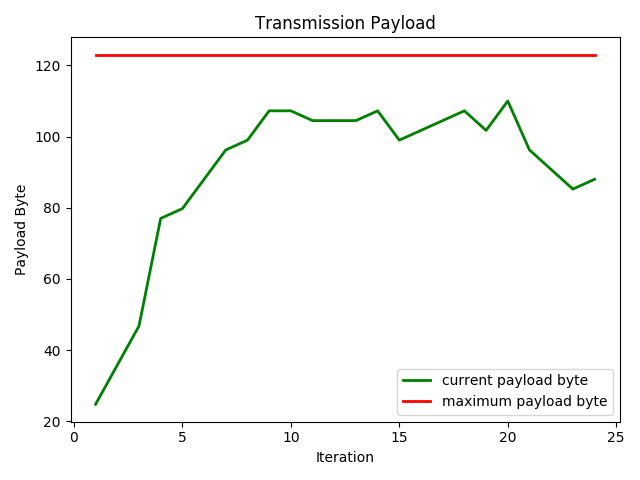 Transmission Payload
120
100
80
60
40
20
Payload Byte
0
5
10
15
20
25
Iteration
current payload byte
maximum payload byte